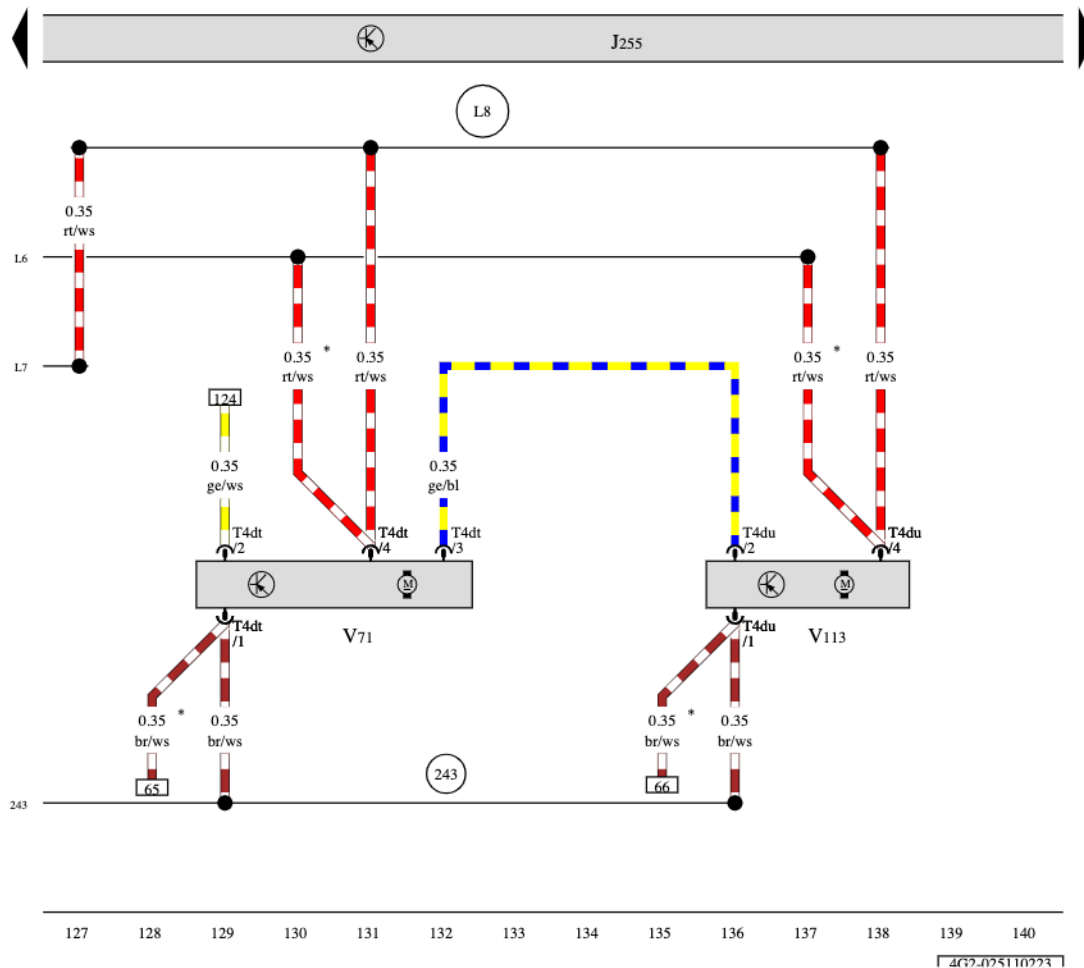 J255
L8
0.35
rt/ws
L6
0.35 * 0.35
rt/ws rt/ws
0.35 * 0.35
rt/ws rt/ws
L7
124
0.35
ge/ws
0.35
ge/bl
T4dt
/2
T4dt
/4
T4dt
/3
T4du
/2
T4du
/4
M
M
T4dt
/1
V71
T4du
/1
V113
0.35 * 0.35
br/ws br/ws
0.35 * 0.35
br/ws br/ws
65
243
66
243
127 128 129 130 131 132 133 134 135 136 137 138 139 140
4G2-025110223